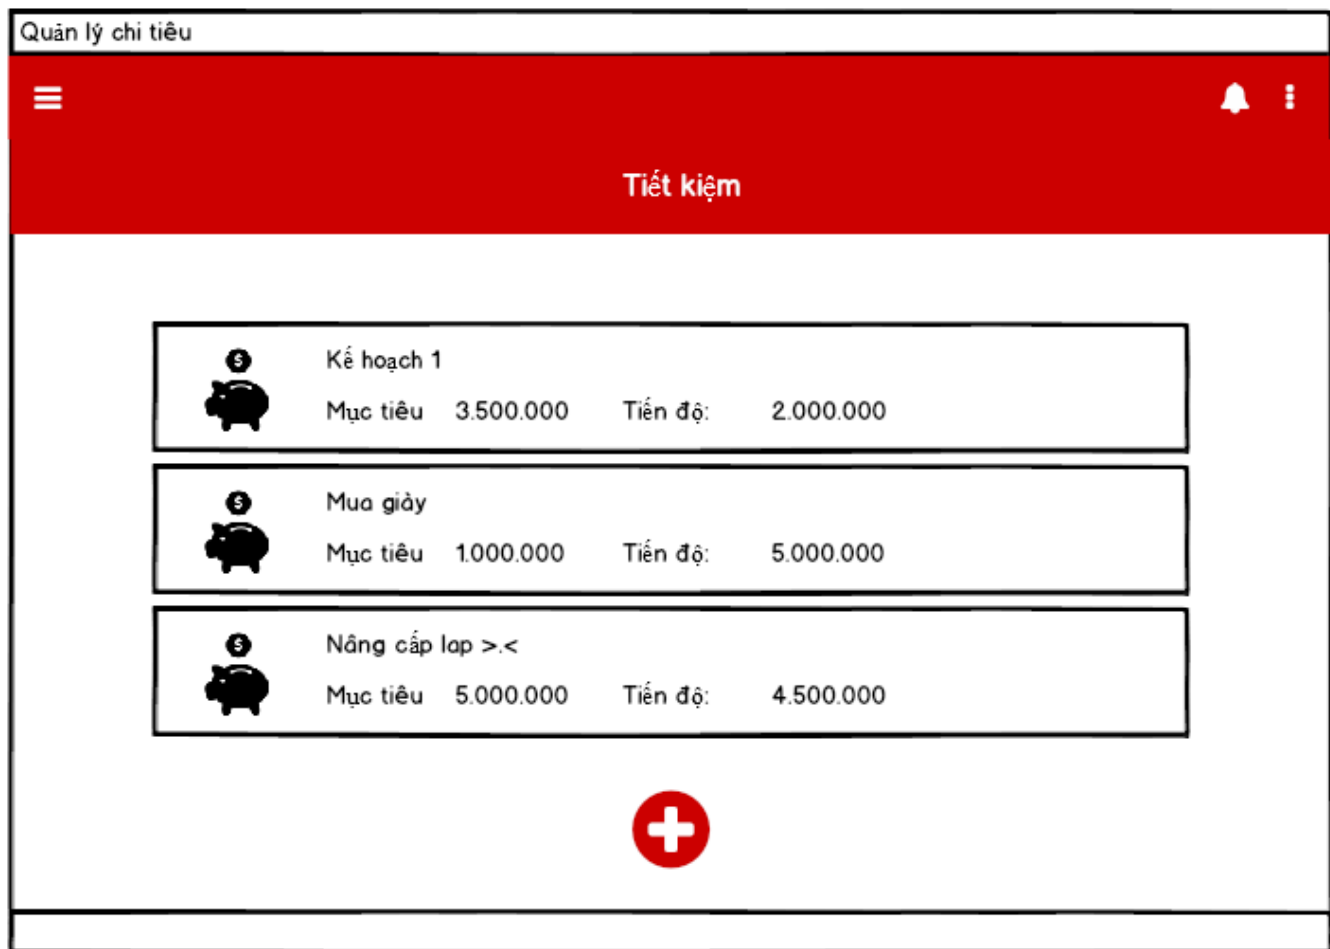 Quản lý chi tiêu
Tiết kiệm
Kế hoạch 1
Mục tiêu 3.500.000 Tiến độ: 2.000.000
Mua giày
Mục tiêu 1.000.000 Tiến độ: 5.000.000
Nâng cấp lap >.<
Mục tiêu 5.000.000 Tiến độ: 4.500.000